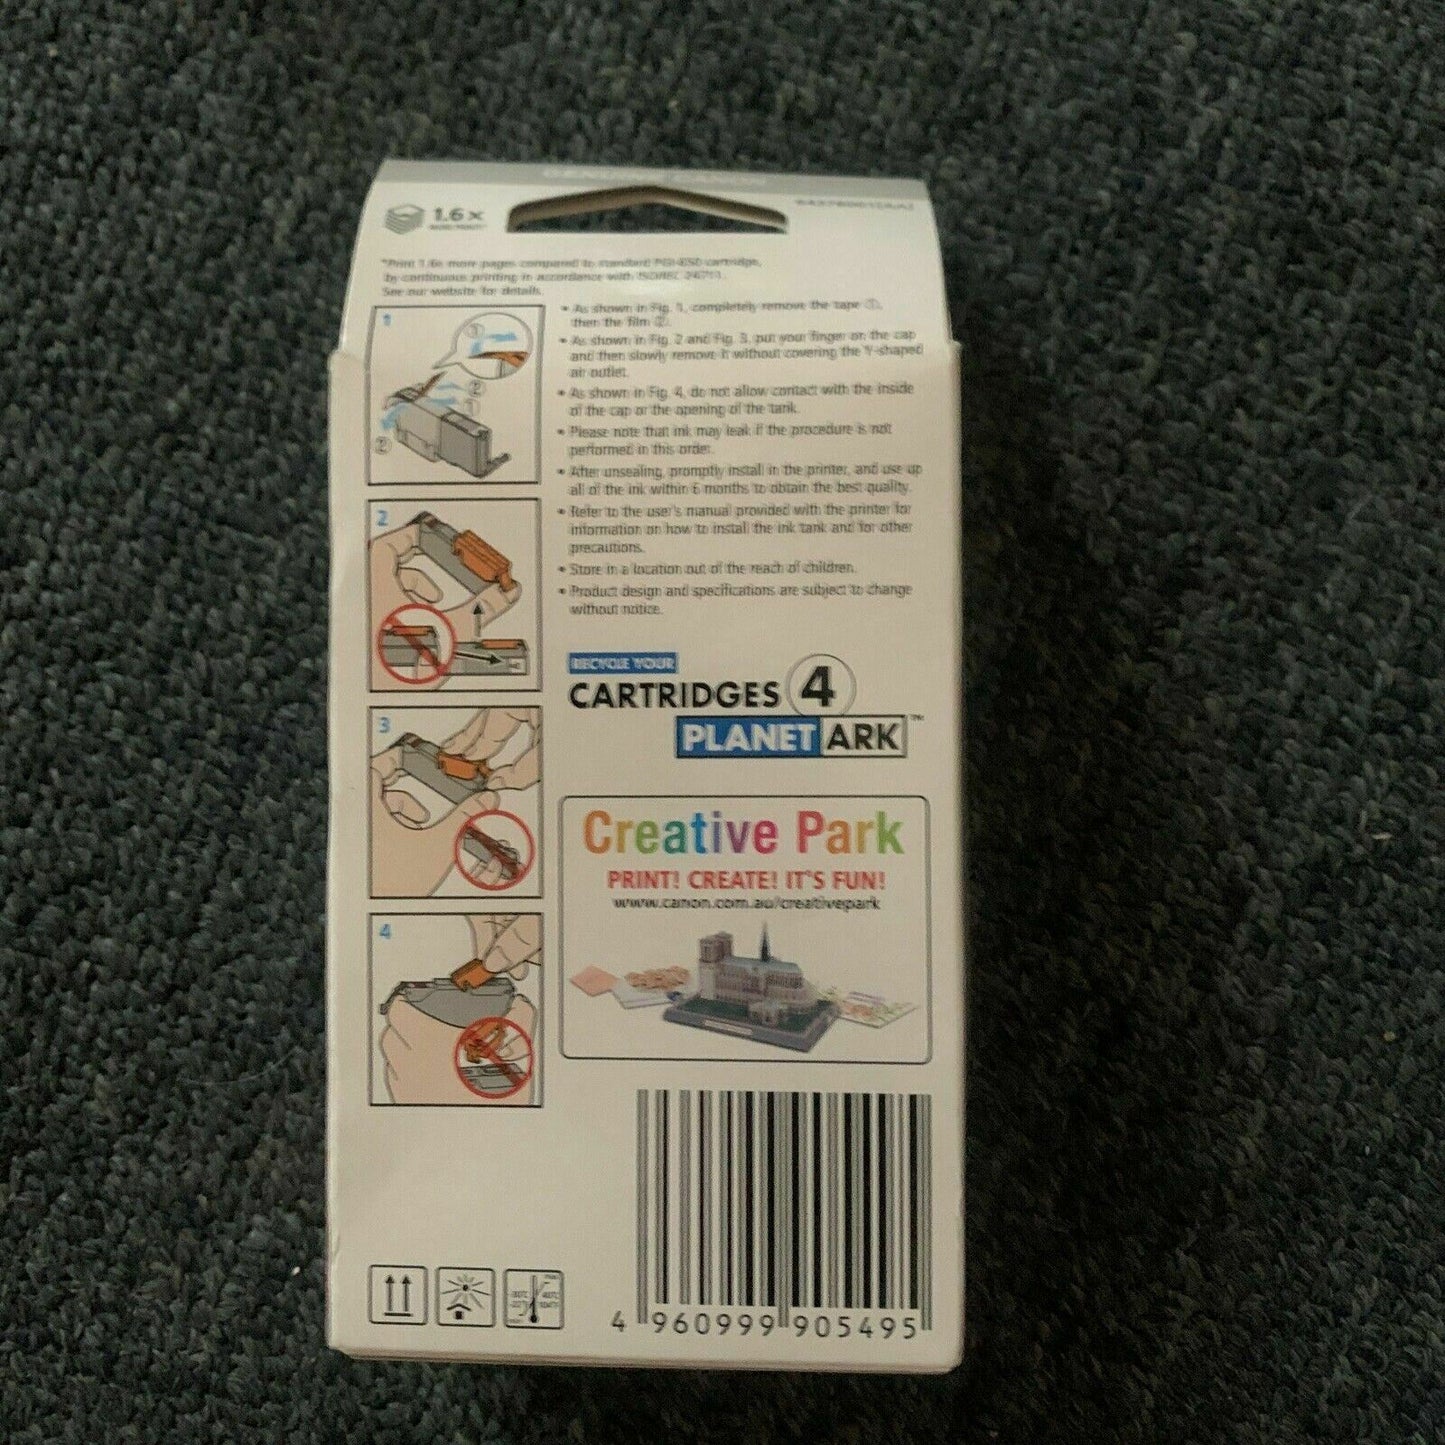 1.6x
MORE PRINTS*
*Print 1.6x more pages compared to standard PGI-650 cartridge,
by continuous printing in accordance with ISO/IEC 24711.
See our website for details.
1
① 
②
①
②
• As shown in Fig. 1, completely remove the tape ①,
then the film ②.
• As shown in Fig. 2 and Fig. 3, put your finger on the cap
and then slowly remove it without covering the Y-shaped
air outlet.
• As shown in Fig. 4, do not allow contact with the inside
of the cap or the opening of the tank.
• Please note that ink may leak if the procedure is not
performed in this order.
• After unsealing, promptly install in the printer, and use up
all of the ink within 6 months to obtain the best quality.
• Refer to the user's manual provided with the printer for
information on how to install the ink tank and for other
precautions.
• Store in a location out of the reach of children.
• Product design and specifications are subject to change
without notice.
2
3
4
RECYCLE YOUR
CARTRIDGES 4
PLANET ARK™
Creative Park
PRINT! CREATE! IT'S FUN!
www.canon.com.au/creativepark
4 960999 905495